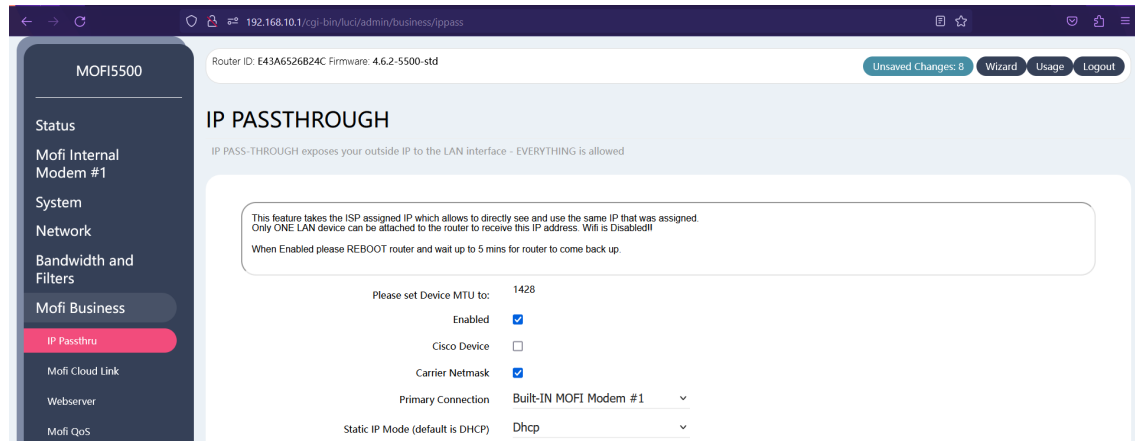 192.168.10.1/cgi-bin/luci/admin/business/ippass
MOFI5500
Router ID: E43A6526B24C Firmware: 4.6.2-5500-std
Unsaved Changes: 8
Wizard
Usage
Logout
Status
Mofi Internal
Modem #1
System
Network
Bandwidth and
Filters
Mofi Business
IP Passthru
Mofi Cloud Link
Webserver
Mofi QoS
IP PASSTHROUGH
IP PASS-THROUGH exposes your outside IP to the LAN interface - EVERYTHING is allowed
This feature takes the ISP assigned IP which allows to directly see and use the same IP that was assigned.
Only ONE LAN device can be attached to the router to receive this IP address. Wifi is Disabled!!
When Enabled please REBOOT router and wait up to 5 mins for router to come back up.
Please set Device MTU to: 1428
Enabled
Cisco Device
Carrier Netmask
Primary Connection Built-IN MOFI Modem #1
Static IP Mode (default is DHCP) Dhcp